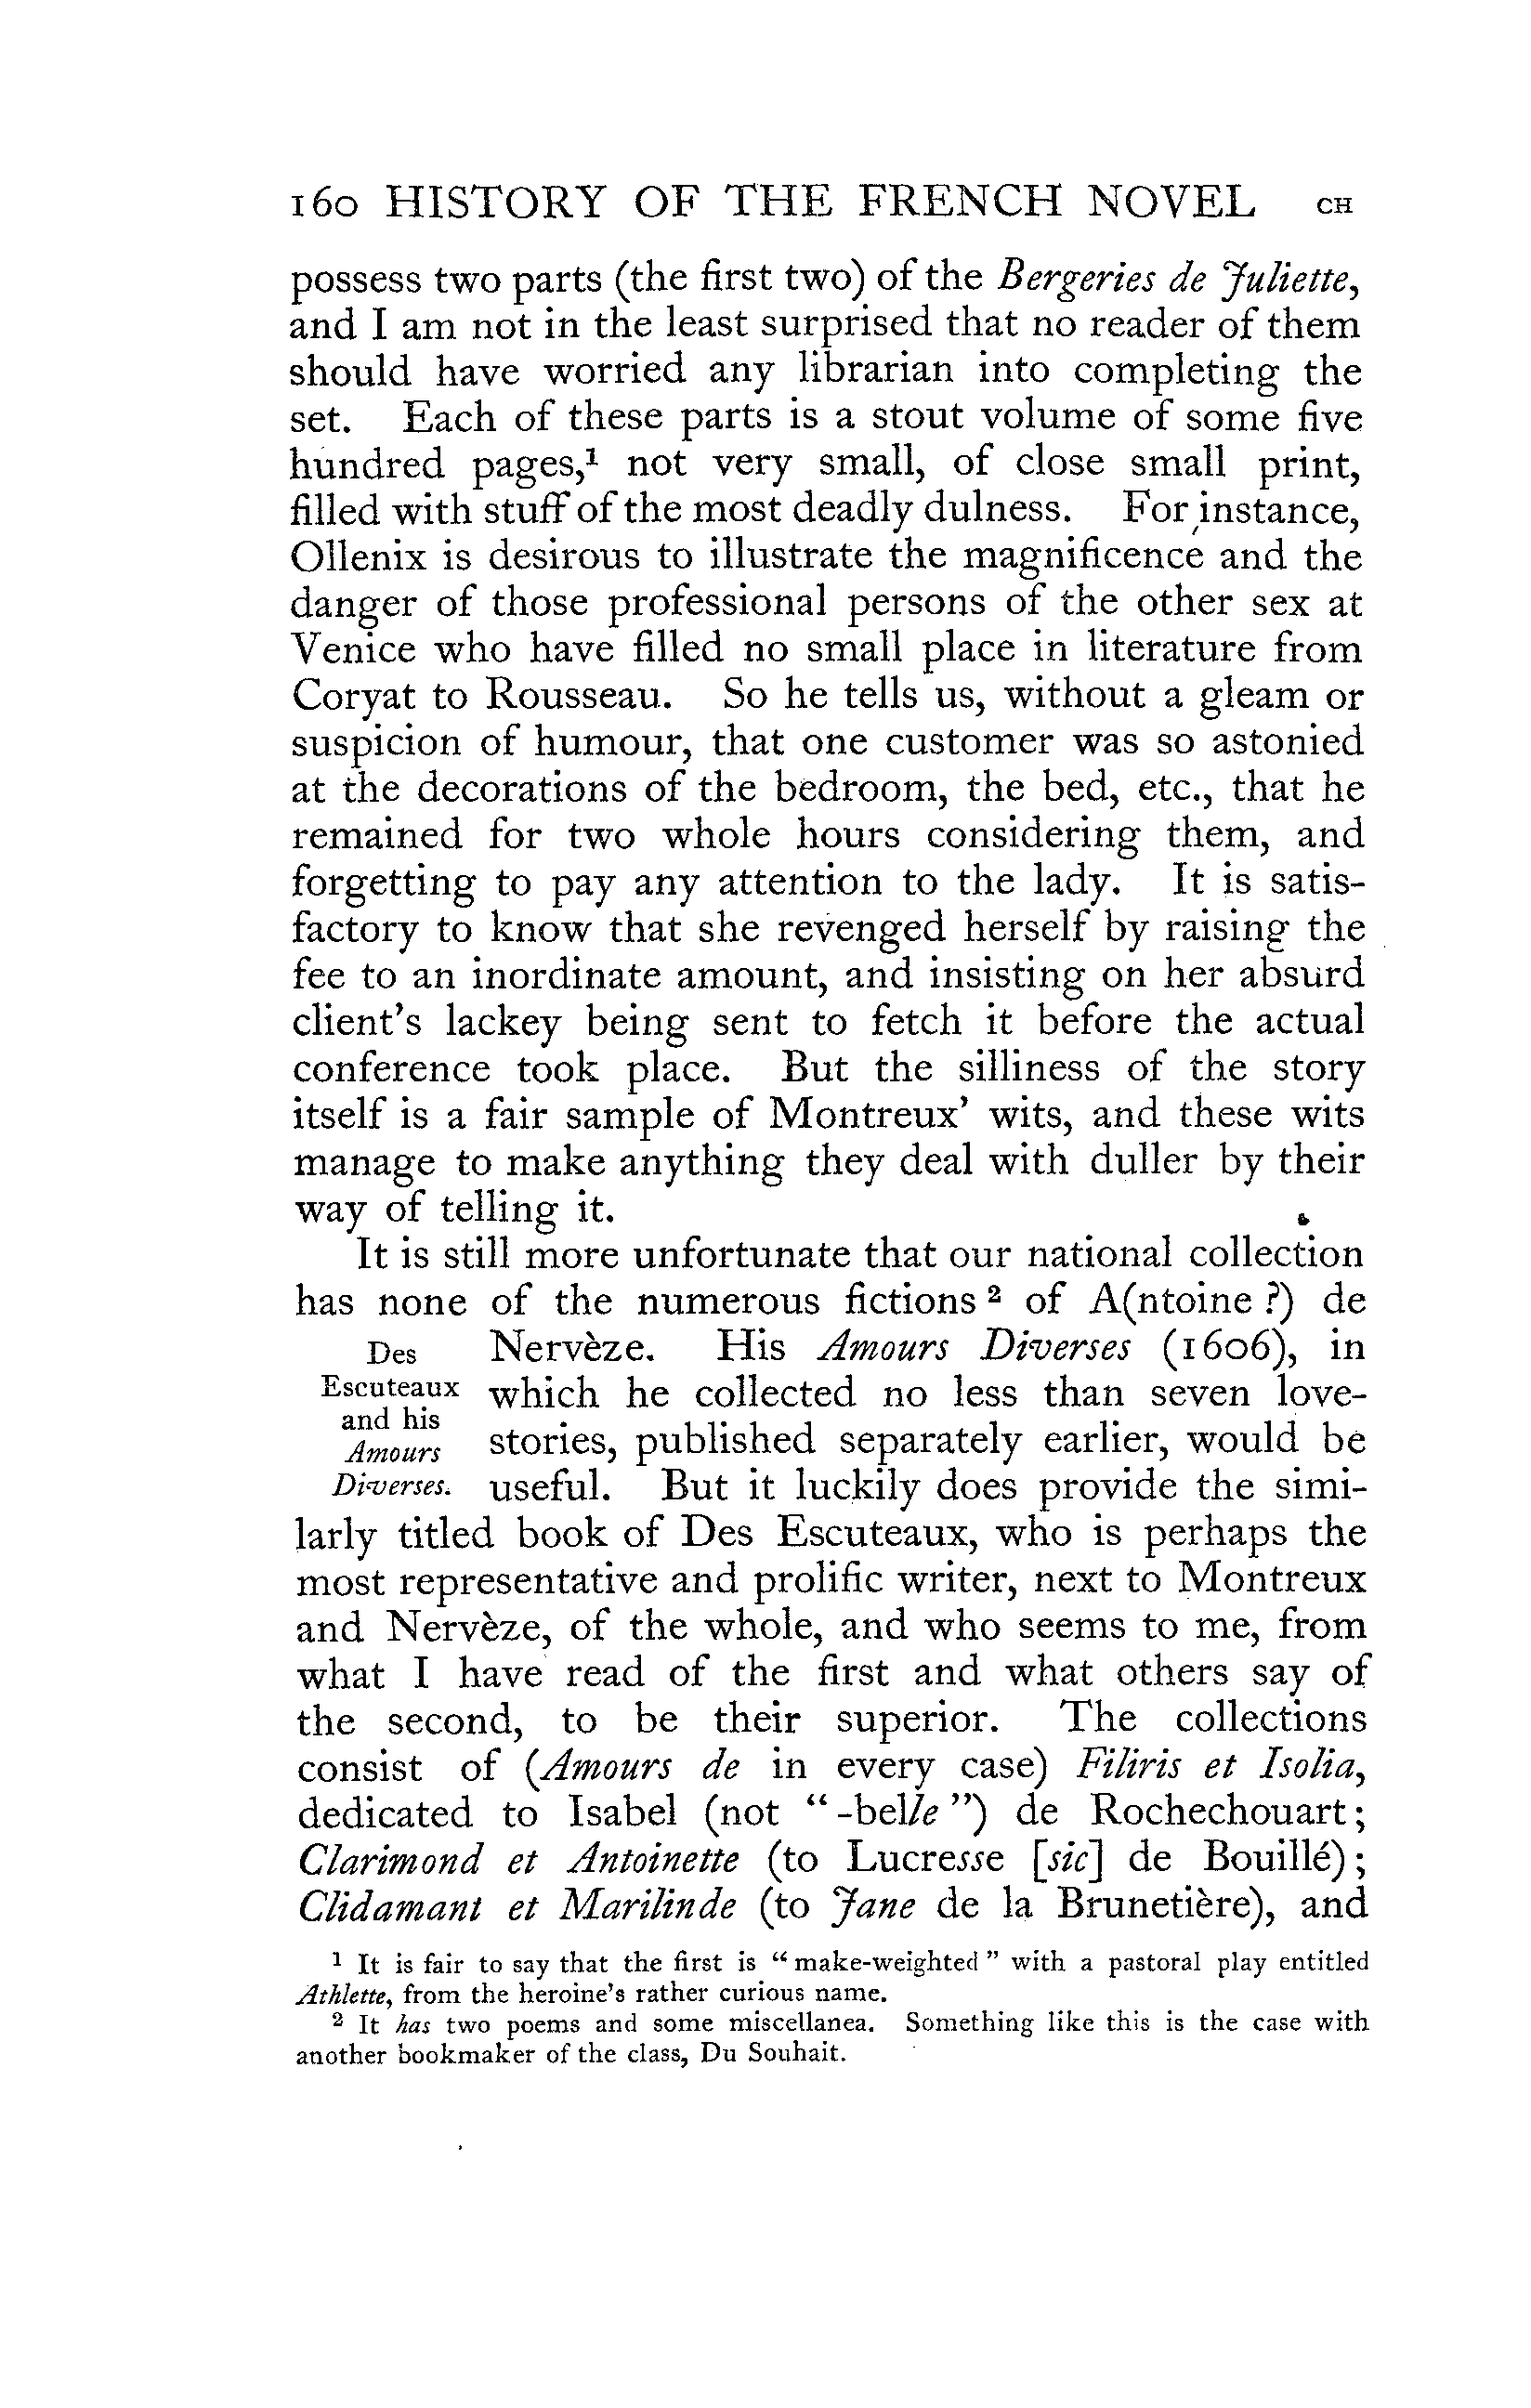 160 HISTORY OF THE FRENCH NOVEL CH
possess two parts (the first two) of the Bergeries de Juliette,
and I am not in the least surprised that no reader of them
should have worried any librarian into completing the
set. Each of these parts is a stout volume of some five
hundred pages,¹ not very small, of close small print,
filled with stuff of the most deadly dulness. For instance,
Ollenix is desirous to illustrate the magnificence and the
danger of those professional persons of the other sex at
Venice who have filled no small place in literature from
Coryat to Rousseau. So he tells us, without a gleam or
suspicion of humour, that one customer was so astonied
at the decorations of the bedroom, the bed, etc., that he
remained for two whole hours considering them, and
forgetting to pay any attention to the lady. It is satis-
factory to know that she revenged herself by raising the
fee to an inordinate amount, and insisting on her absurd
client's lackey being sent to fetch it before the actual
conference took place. But the silliness of the story
itself is a fair sample of Montreux' wits, and these wits
manage to make anything they deal with duller by their
way of telling it.
It is still more unfortunate that our national collection
has none of the numerous fictions ² of A(ntoine ?) de
Des
Escuteaux
and his
Amours
Diverses.
Nervèze. His Amours Diverses (1606), in
which he collected no less than seven love-
stories, published separately earlier, would be
useful. But it luckily does provide the simi-
larly titled book of Des Escuteaux, who is perhaps the
most representative and prolific writer, next to Montreux
and Nervèze, of the whole, and who seems to me, from
what I have read of the first and what others say of
the second, to be their superior. The collections
consist of (Amours de in every case) Filiris et Isolia,
dedicated to Isabel (not "-belle") de Rochechouart;
Clarimond et Antoinette (to Lucresse [sic] de Bouillé);
Clidamant et Marilinde (to Jane de la Brunetière), and
¹ It is fair to say that the first is "make-weighted" with a pastoral play entitled
Athlette, from the heroine's rather curious name.
² It has two poems and some miscellanea. Something like this is the case with
another bookmaker of the class, Du Souhait.